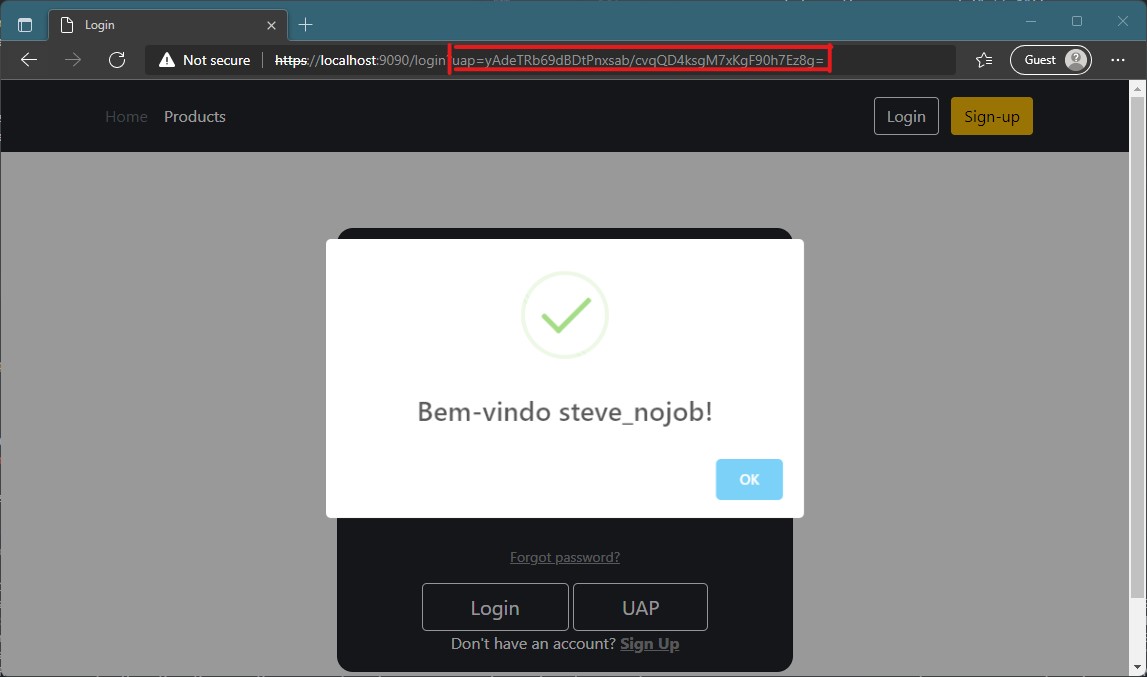 Login
Not secure
https://localhost:9090/login?uap=yAdeTRb69dBDtPnxsab/cvqQD4ksgM7xKgF90h7Ez8g=
Guest
Home
Products
Login
Sign-up
Bem-vindo steve_nojob!
OK
Forgot password?
Login
UAP
Don't have an account? Sign Up